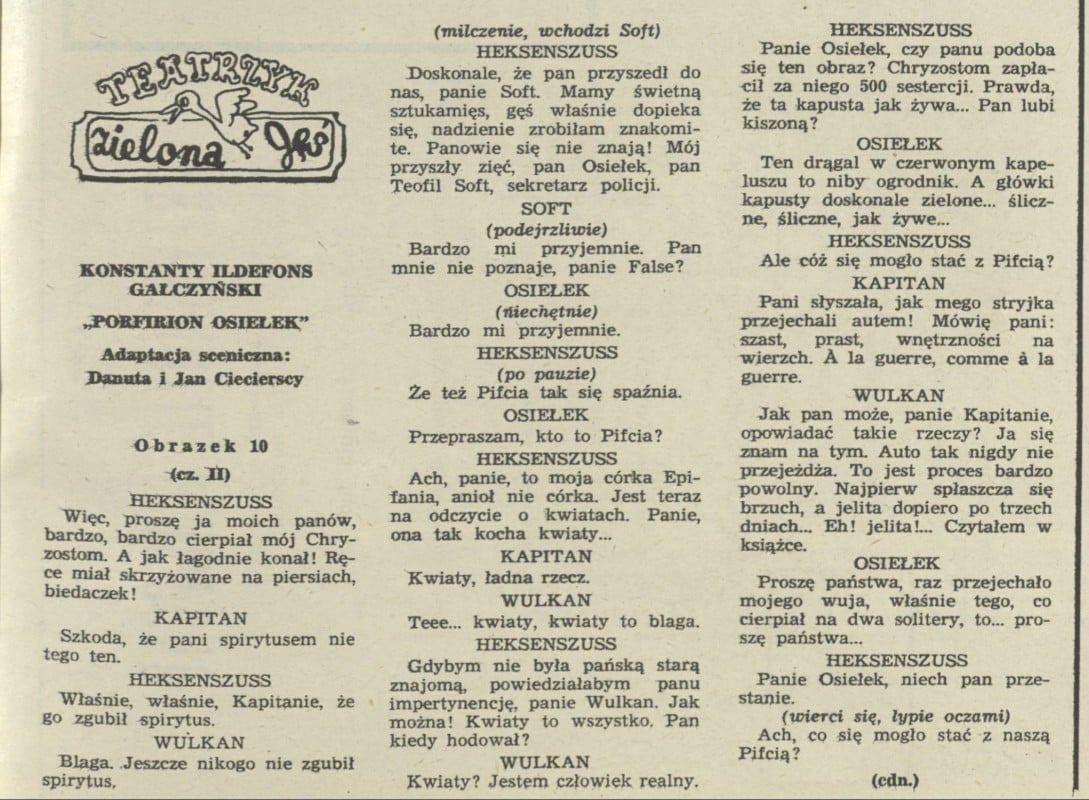 TEATRZYK
zielona Gęś
KONSTANTY ILDEFONS
GAŁCZYŃSKI
„PORFIRION OSIEŁEK”
Adaptacja sceniczna:
Danuta i Jan Ciecierscy
Obrazek 10
(cz. II)
HEKSENSZUSS
Więc, proszę ja moich panów,
bardzo, bardzo cierpiał mój Chry-
zostom. A jak łagodnie konał! Rę-
ce miał skrzyżowane na piersiach,
biedaczek!
KAPITAN
Szkoda, że pani spirytusem nie
tego ten.
HEKSENSZUSS
Właśnie, właśnie, Kapitanie, że
go zgubił spirytus.
WULKAN
Blaga. Jeszcze nikogo nie zgubił
spirytus.
(milczenie, wchodzi Soft)
HEKSENSZUSS
Doskonale, że pan przyszedł do
nas, panie Soft. Mamy świetną
sztukamięs, gęś właśnie dopieka
się, nadzienie zrobiłam znakomi-
te. Panowie się nie znają! Mój
przyszły zięć, pan Osiełek, pan
Teofil Soft, sekretarz policji.
SOFT
(podejrzliwie)
Bardzo mi przyjemnie. Pan
mnie nie poznaje, panie False?
OSIEŁEK
(niechętnie)
Bardzo mi przyjemnie.
HEKSENSZUSS
(po pauzie)
Że też Pifcia tak się spaźnia.
OSIEŁEK
Przepraszam, kto to Pifcia?
HEKSENSZUSS
Ach, panie, to moja córka Epi-
fania, anioł nie córka. Jest teraz
na odczycie o kwiatach. Panie,
ona tak kocha kwiaty...
KAPITAN
Kwiaty, ładna rzecz.
WULKAN
Teee... kwiaty, kwiaty to blaga.
HEKSENSZUSS
Gdybym nie była pańską starą
znajomą, powiedziałabym panu
impertynencję, panie Wulkan. Jak
można! Kwiaty to wszystko. Pan
kiedy hodował?
WULKAN
Kwiaty? Jestem człowiek realny.
HEKSENSZUSS
Panie Osiełek, czy panu podoba
się ten obraz? Chryzostom zapła-
cił za niego 500 sestercji. Prawda,
że ta kapusta jak żywa... Pan lubi
kiszoną?
OSIEŁEK
Ten drągal w czerwonym kape-
luszu to niby ogrodnik. A główki
kapusty doskonale zielone... ślicz-
ne, śliczne, jak żywe...
HEKSENSZUSS
Ale cóż się mogło stać z Pifcią?
KAPITAN
Pani słyszała, jak mego stryjka
przejechali autem! Mówię pani:
szast, prast, wnętrzności na
wierzch. À la guerre, comme à la
guerre.
WULKAN
Jak pan może, panie Kapitanie,
opowiadać takie rzeczy? Ja się
znam na tym. Auto tak nigdy nie
przejeżdża. To jest proces bardzo
powolny. Najpierw spłaszcza się
brzuch, a jelita dopiero po trzech
dniach... Eh! jelita!... Czytałem w
książce.
OSIEŁEK
Proszę państwa, raz przejechało
mojego wuja, właśnie tego, co
cierpiał na dwa solitery, to... pro-
szę państwa...
HEKSENSZUSS
Panie Osiełek, niech pan prze-
stanie.
(wierci się, łypie oczami)
Ach, co się mogło stać z naszą
Pifcią?
(cdn.)